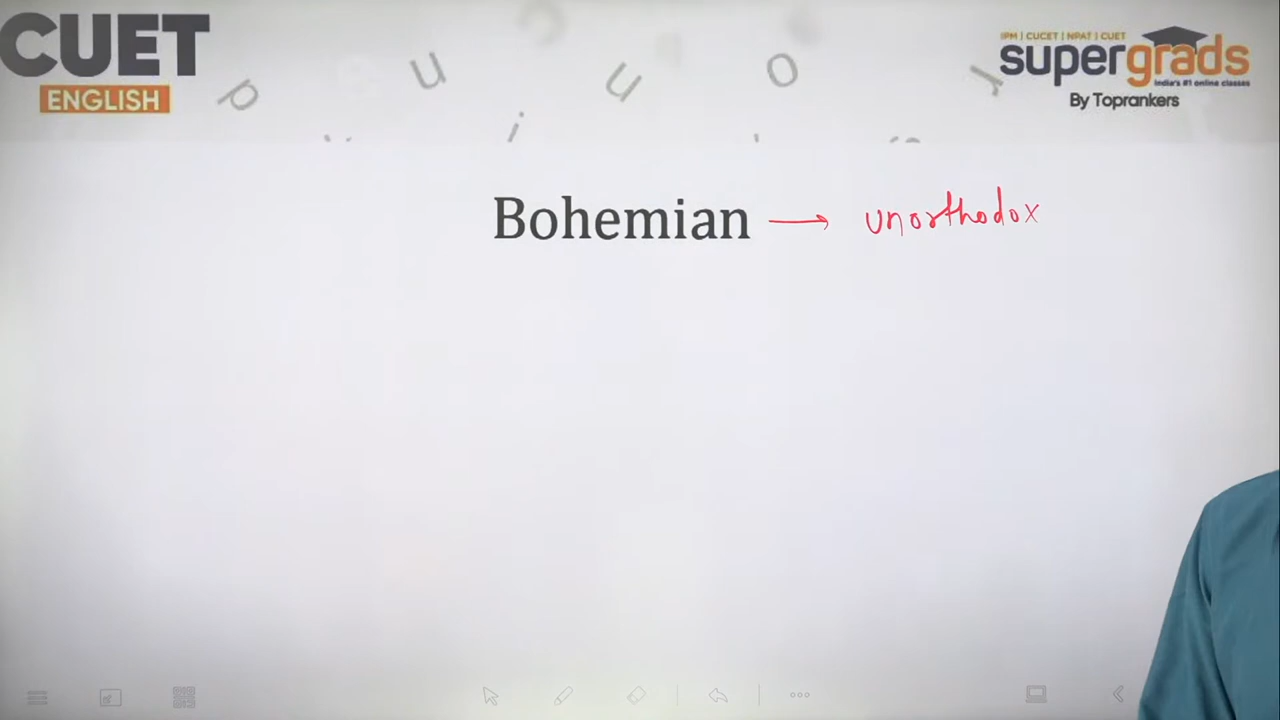 CUET
ENGLISH
IPM | CUCET | NPAT | CUET
supergrads
India's #1 online classes
By Toprankers
p u i u o r
Bohemian → unorthodox